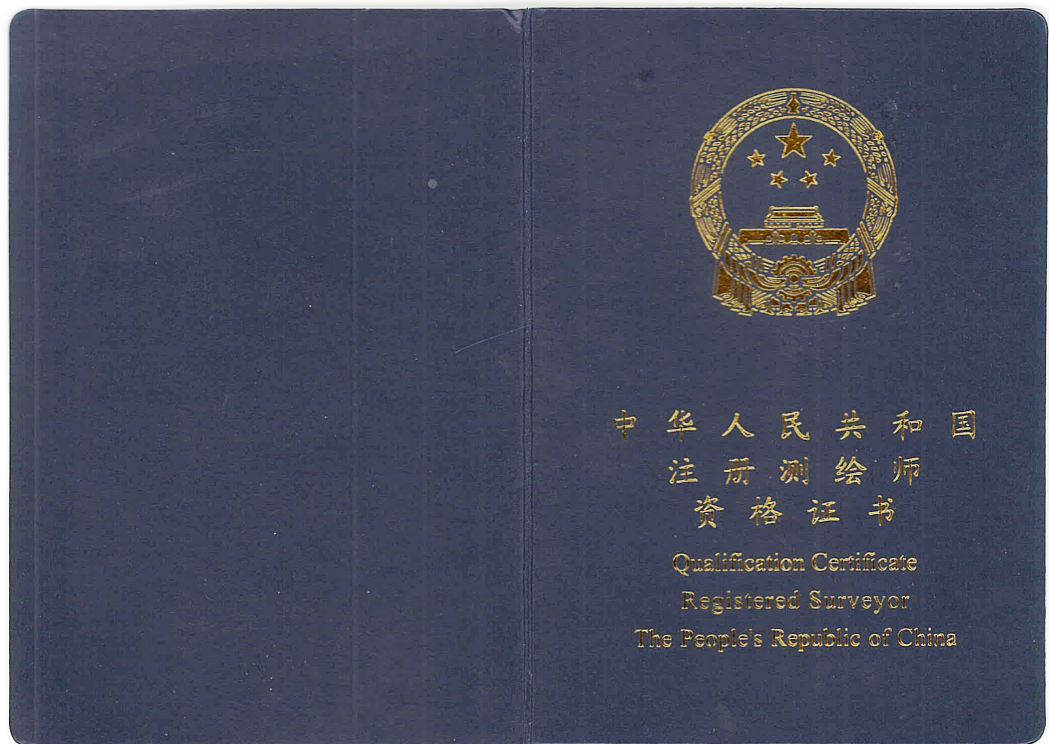 中华人民共和国
注册测绘师
资格证书
Qualification Certificate
Registered Surveyor
The People's Republic of China